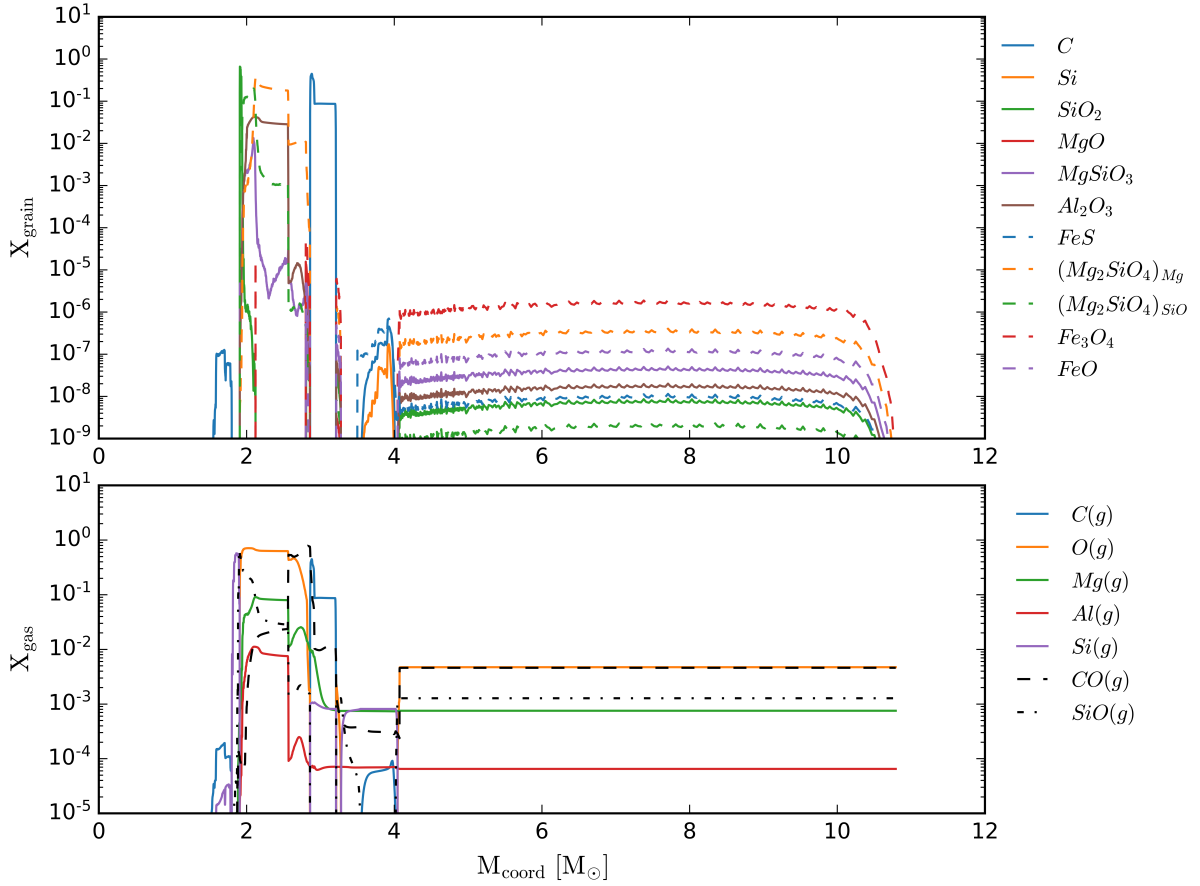 10^1
10^0
10^-1
10^-2
10^-3
10^-4
10^-5
10^-6
10^-7
10^-8
10^-9
X_grain
0 2 4 6 8 10 12
C
Si
SiO_2
MgO
MgSiO_3
Al_2O_3
FeS
(Mg_2SiO_4)_Mg
(Mg_2SiO_4)_SiO
Fe_3O_4
FeO
10^1
10^0
10^-1
10^-2
10^-3
10^-4
10^-5
X_gas
0 2 4 6 8 10 12
M_coord [M_☉]
C(g)
O(g)
Mg(g)
Al(g)
Si(g)
CO(g)
SiO(g)